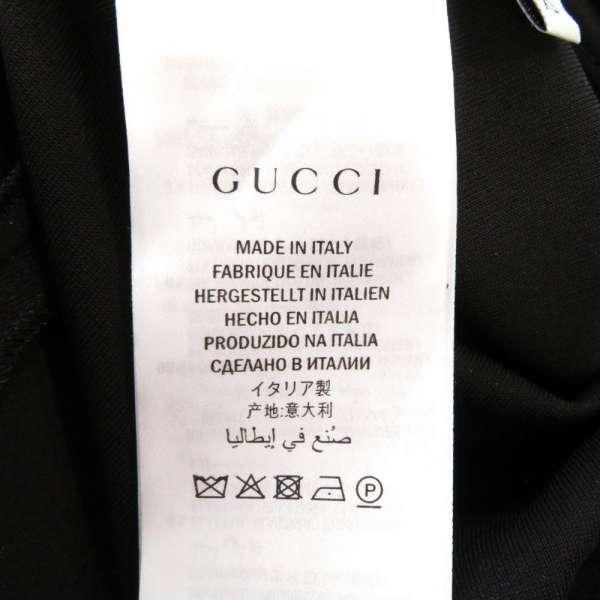 GUCCI
MADE IN ITALY
FABRIQUE EN ITALIE
HERGESTELLT IN ITALIEN
HECHO EN ITALIA
PRODUZIDO NA ITALIA
СДЕЛАНО В ИТАЛИИ
イタリア製
产地:意大利
صُنع في إيطاليا
P